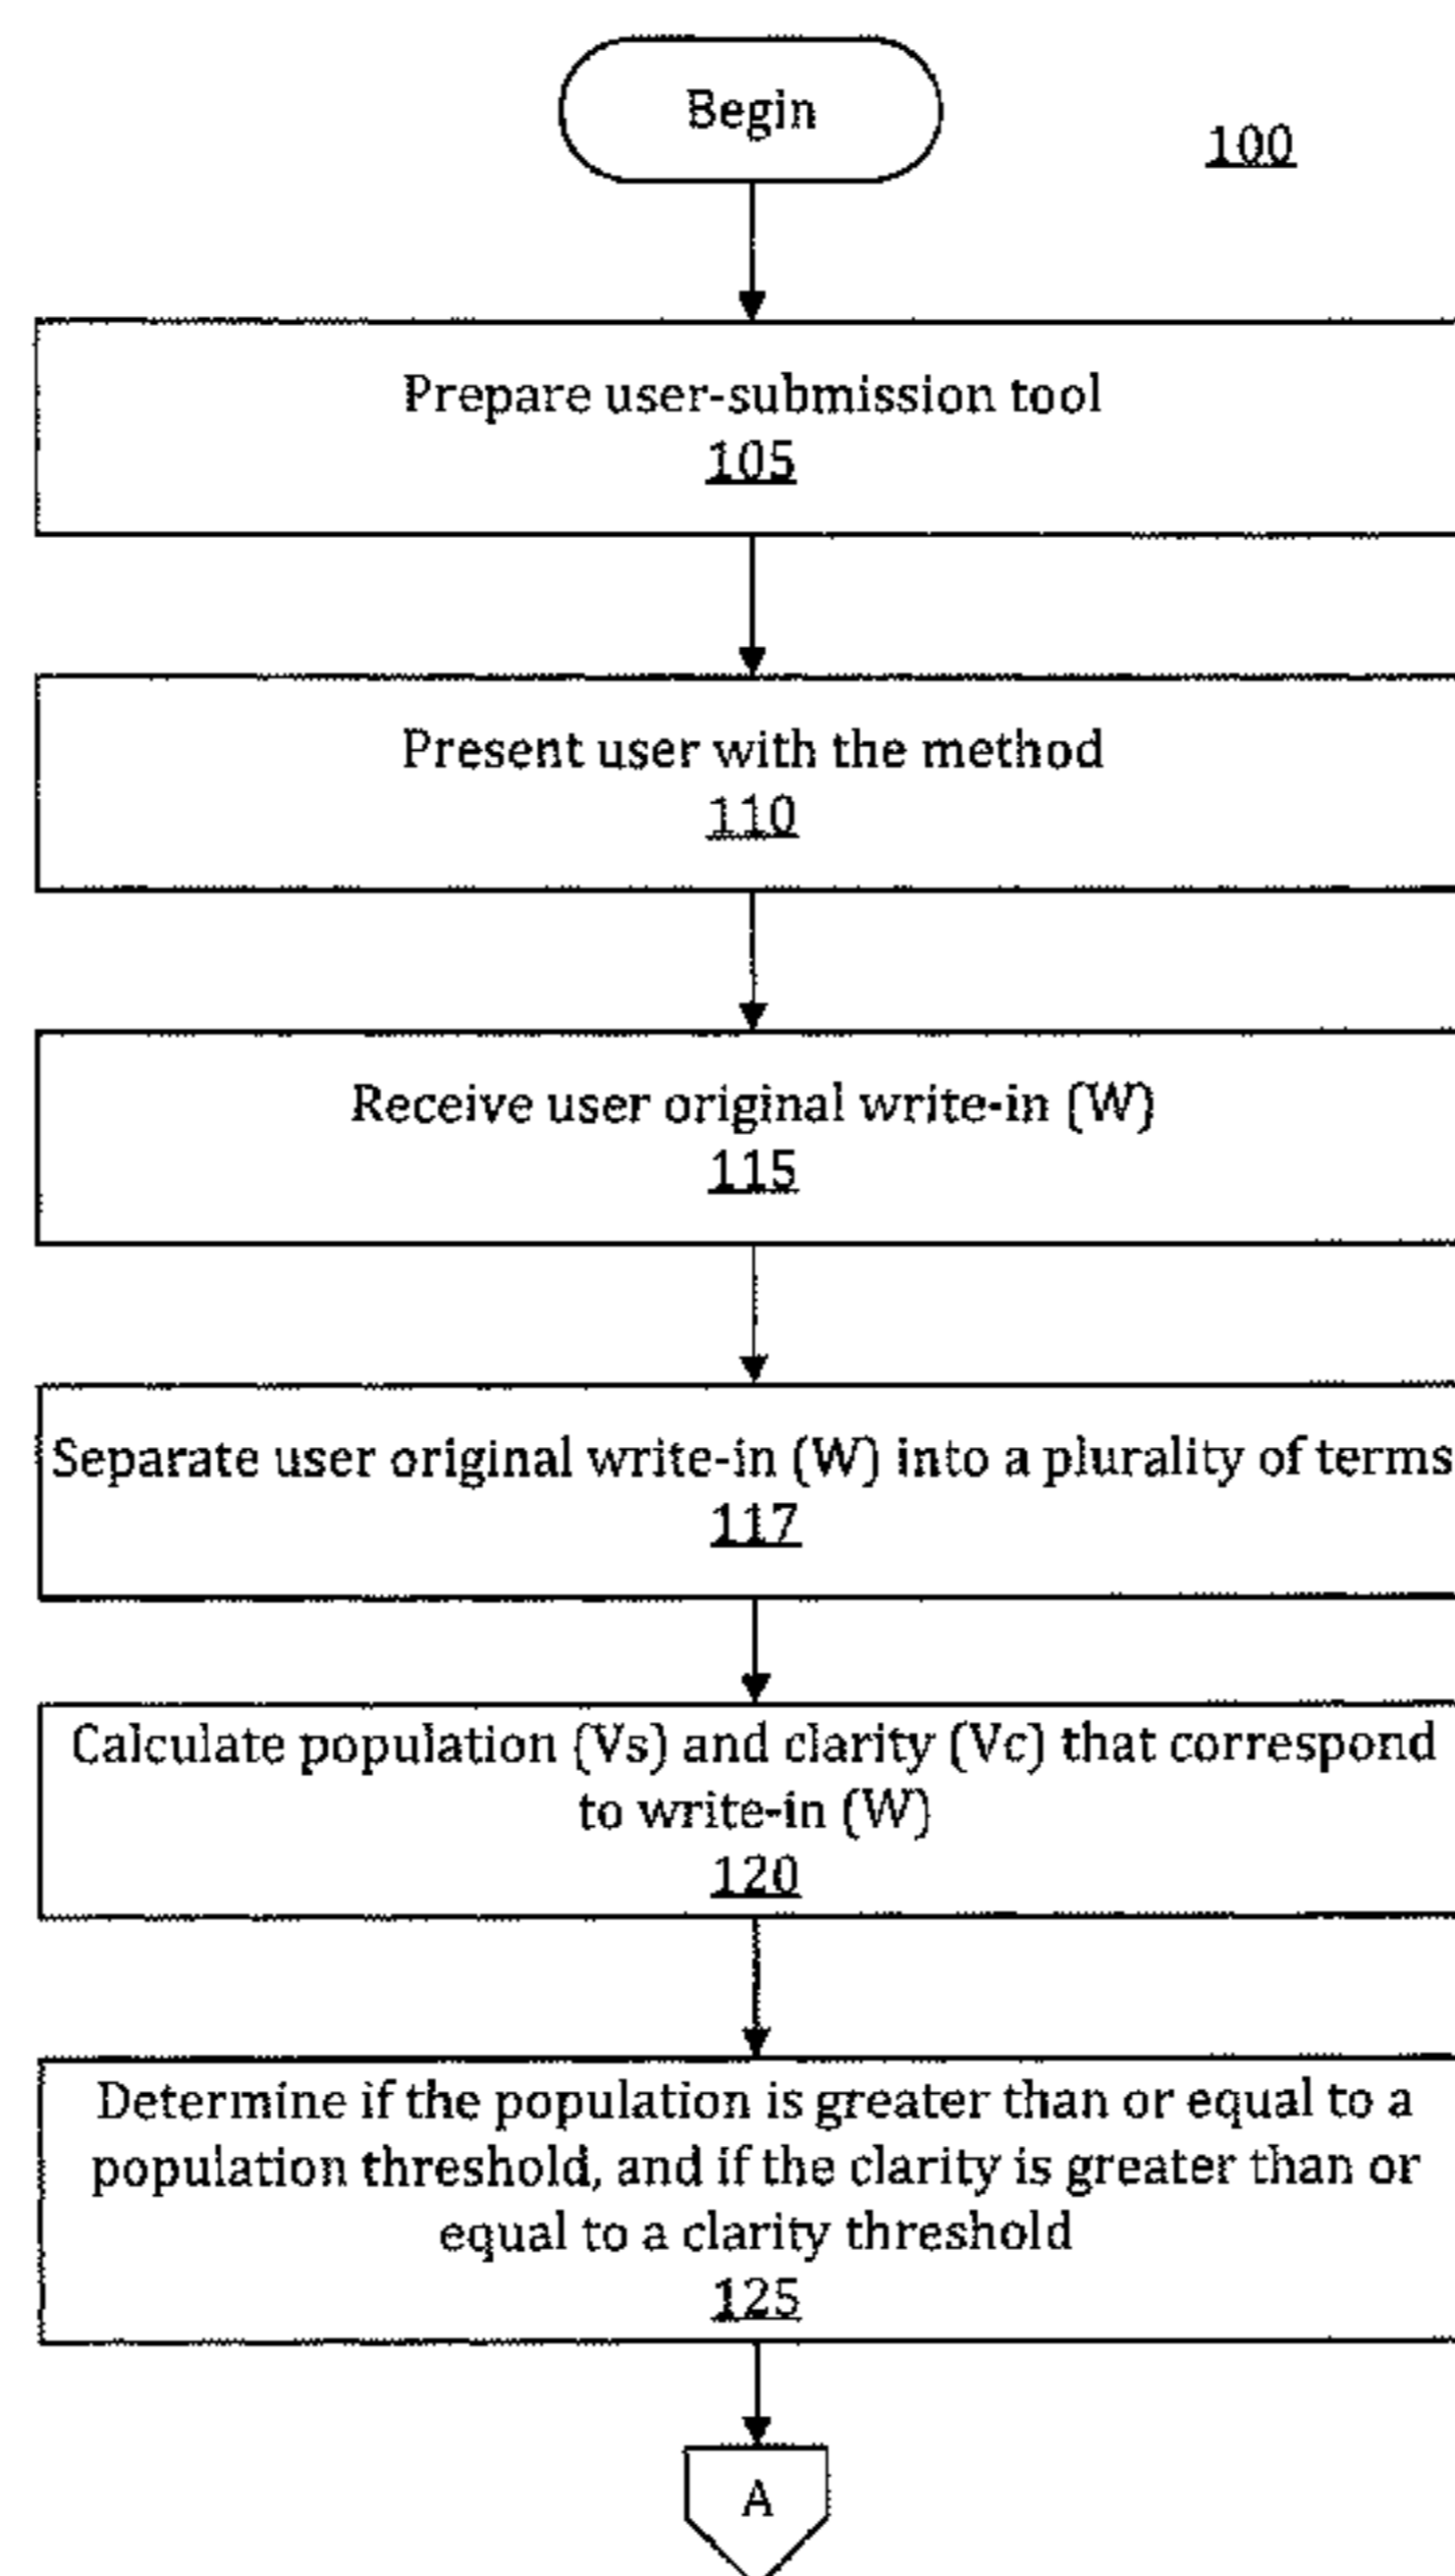 Begin
100
Prepare user-submission tool
105
Present user with the method
110
Receive user original write-in (W)
115
Separate user original write-in (W) into a plurality of terms
117
Calculate population (Vs) and clarity (Vc) that correspond
to write-in (W)
120
Determine if the population is greater than or equal to a
population threshold, and if the clarity is greater than or
equal to a clarity threshold
125
A